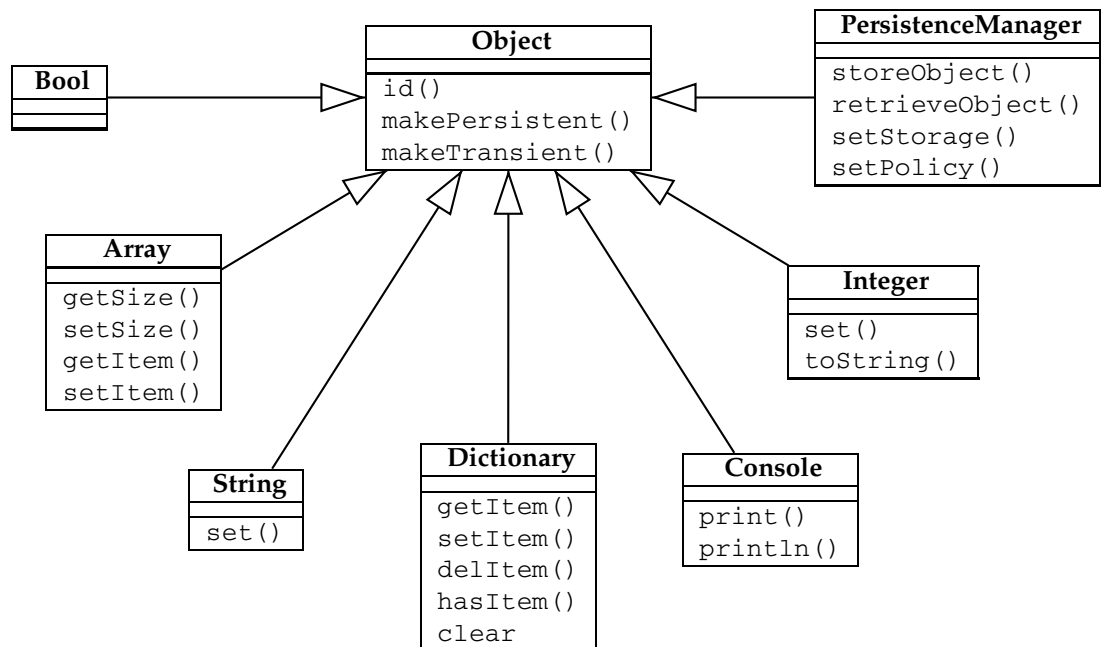 Object
id()
makePersistent()
makeTransient()
PersistenceManager
storeObject()
retrieveObject()
setStorage()
setPolicy()
Bool
Array
getSize()
setSize()
getItem()
setItem()
Integer
set()
toString()
String
set()
Dictionary
getItem()
setItem()
delItem()
hasItem()
clear
Console
print()
println()